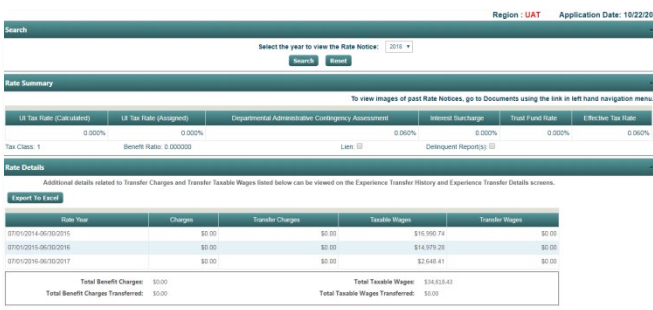 Region : UAT Application Date: 10/22/20
Search
Select the year to view the Rate Notice: 2018
Search Reset
Rate Summary
To view images of past Rate Notices, go to Documents using the link in left hand navigation menu
UI Tax Rate (Calculated) UI Tax Rate (Assigned) Departmental Administrative Contingency Assessment Interest Surcharge Trust Fund Rate Effective Tax Rate
0.000% 0.000% 0.060% 0.000% 0.000% 0.060%
Tax Class: 1 Benefit Ratio: 0.000000 Lien: Delinquent Report(s):
Rate Details
Additional details related to Transfer Charges and Transfer Taxable Wages listed below can be viewed on the Experience Transfer History and Experience Transfer Details screens.
Export To Excel
Rate Year Charges Transfer Charges Taxable Wages Transfer Wages
07/01/2014-06/30/2015 $0.00 $0.00 $16,990.74 $0.00
07/01/2015-06/30/2016 $0.00 $0.00 $14,979.28 $0.00
07/01/2016-06/30/2017 $0.00 $0.00 $2,648.41 $0.00
Total Benefit Charges: $0.00 Total Taxable Wages: $34,618.43
Total Benefit Charges Transferred: $0.00 Total Taxable Wages Transferred: $0.00